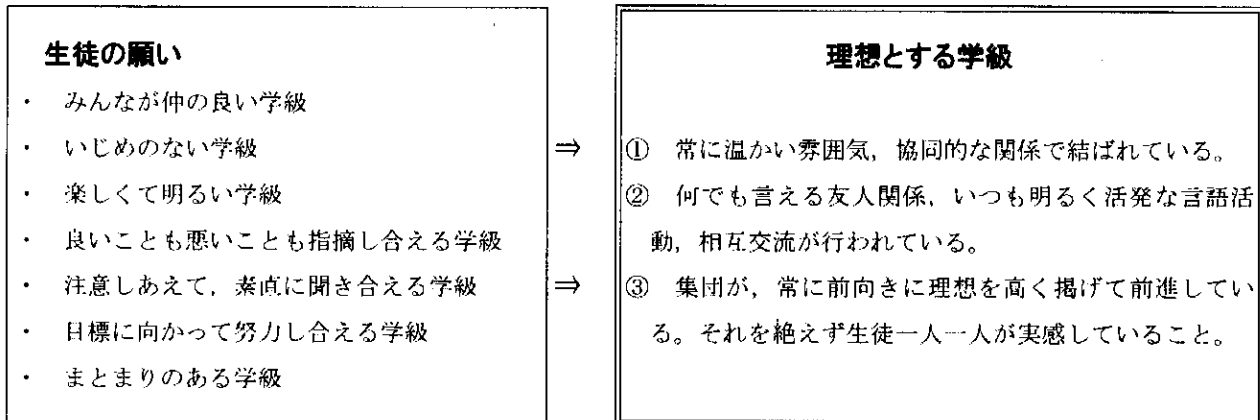 生徒の願い
・ みんなが仲の良い学級
・ いじめのない学級
・ 楽しくて明るい学級
・ 良いことも悪いことも指摘し合える学級
・ 注意しあえて，素直に聞き合える学級
・ 目標に向かって努力し合える学級
・ まとまりのある学級
⇒
⇒
理想とする学級
① 常に温かい雰囲気，協同的な関係で結ばれている。
② 何でも言える友人関係，いつも明るく活発な言語活
動，相互交流が行われている。
③ 集団が，常に前向きに理想を高く掲げて前進してい
る。それを絶えず生徒一人一人が実感していること。